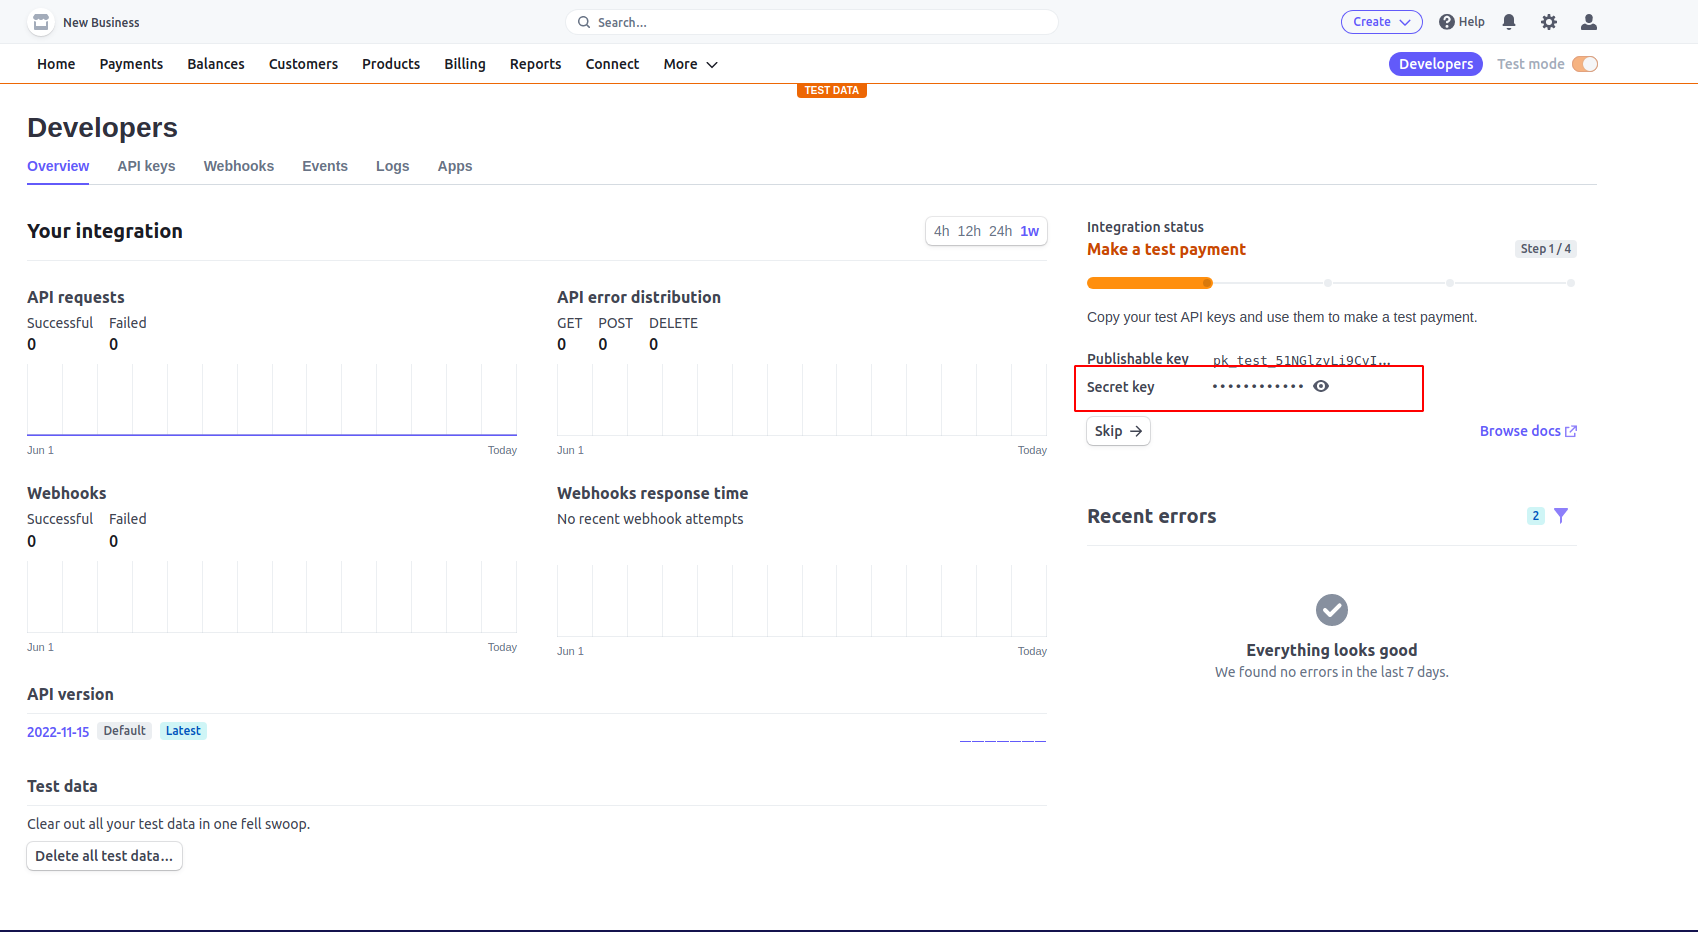 New Business
Search...
Create
Help
Home Payments Balances Customers Products Billing Reports Connect More
Developers
Test mode
TEST DATA
Developers
Overview API keys Webhooks Events Logs Apps
Your integration
4h 12h 24h 1w
API requests
Successful Failed
0 0
Jun 1 Today
API error distribution
GET POST DELETE
0 0 0
Jun 1 Today
Webhooks
Successful Failed
0 0
Jun 1 Today
Webhooks response time
No recent webhook attempts
Jun 1 Today
API version
2022-11-15 Default Latest
Test data
Clear out all your test data in one fell swoop.
Delete all test data...
Integration status
Make a test payment
Step 1 / 4
Copy your test API keys and use them to make a test payment.
Publishable key pk_test_51NGlzvLi9CvI...
Secret key ••••••••••••
Skip →
Browse docs
Recent errors
2
Everything looks good
We found no errors in the last 7 days.